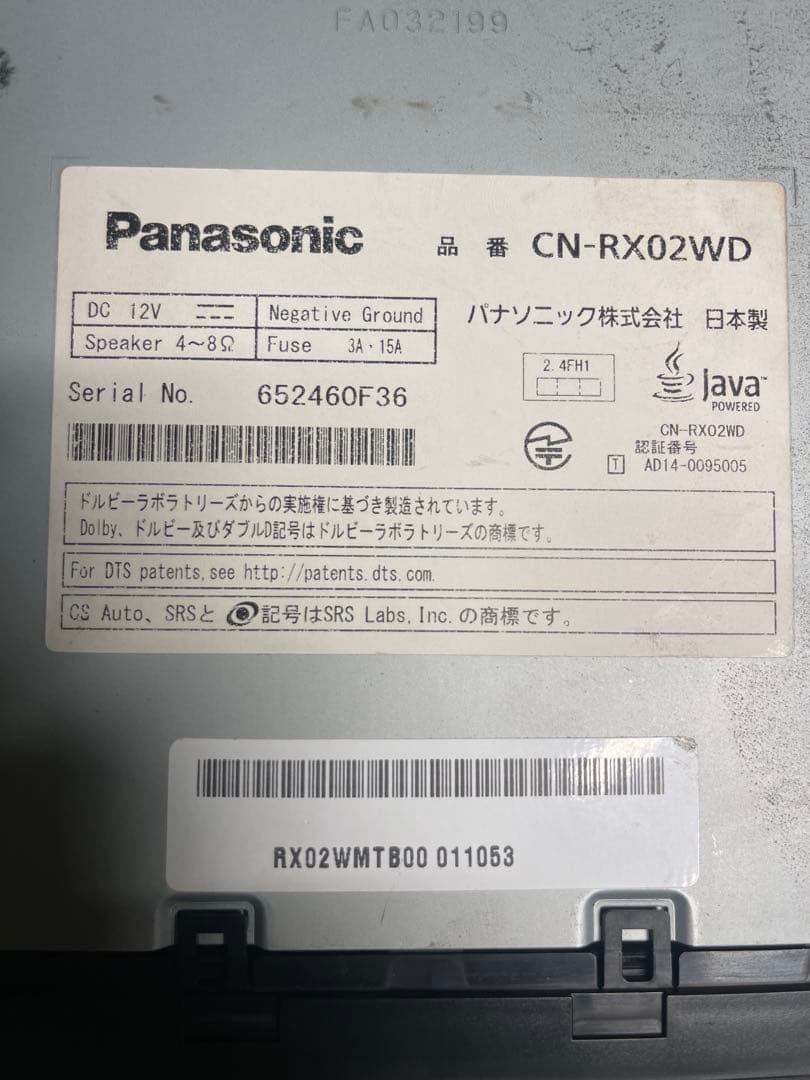 FA032199
Panasonic 品番 CN-RX02WD
DC 12V Negative Ground
Speaker 4～8Ω Fuse 3A・15A
パナソニック株式会社 日本製
2.4FH1
Java™
POWERED
Serial No. 652460F36
CN-RX02WD
認証番号
T AD14-0095005
ドルビーラボラトリーズからの実施権に基づき製造されています。
Dolby、ドルビー及びダブルD記号はドルビーラボラトリーズの商標です。
For DTS patents, see http://patents.dts.com.
CS Auto、SRSと 記号はSRS Labs, Inc.の商標です。
RX02WMTB00 011053